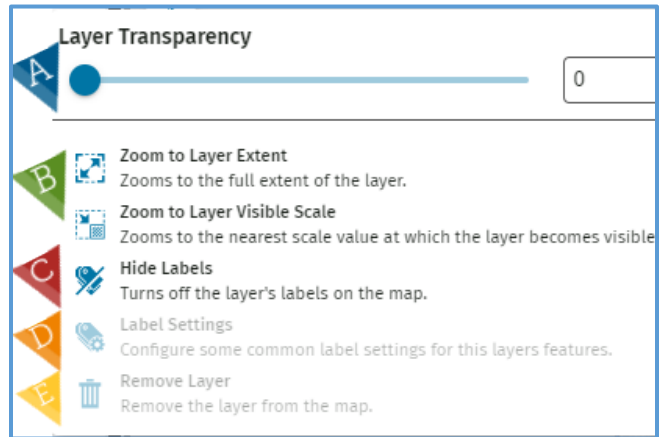 Layer Transparency
A
0
B
Zoom to Layer Extent
Zooms to the full extent of the layer.
Zoom to Layer Visible Scale
Zooms to the nearest scale value at which the layer becomes visible
C
Hide Labels
Turns off the layer's labels on the map.
D
Label Settings
Configure some common label settings for this layers features.
E
Remove Layer
Remove the layer from the map.